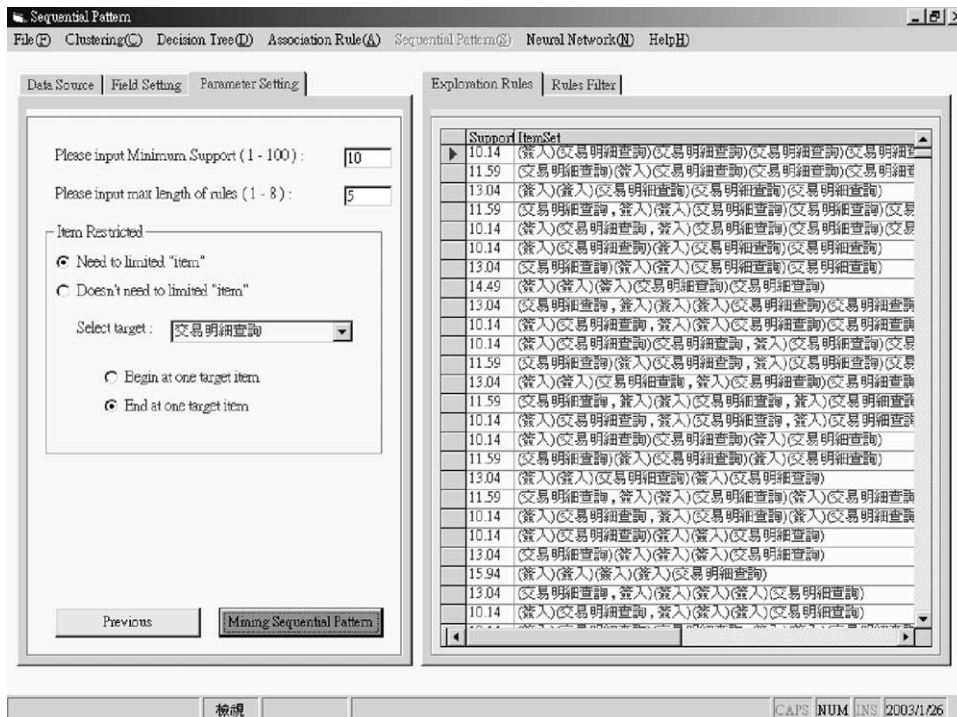 Sequential Pattern
File(F) Clustering(C) Decision Tree(D) Association Rule(A) Sequential Pattern(S) Neural Network(N) HelpH)
Data Source Field Setting Parameter Setting
Please input Minimum Support ( 1 - 100 ) : 10
Please input max length of rules ( 1 - 8 ) : 5
Item Restricted
Need to limited "item"
Doesn't need to limited "item"
Select target : 交易明細查詢
Begin at one target item
End at one target item
Previous Mining Sequential Pattern
Exploration Rules Rules Filter
Support ItemSet
10.14 (簽入)(交易明細查詢)(交易明細查詢)(交易明細查詢)(交易明細查
11.59 (交易明細查詢)(簽入)(交易明細查詢)(交易明細查詢)(交易明細查
13.04 (簽入)(簽入)(交易明細查詢)(交易明細查詢)(交易明細查詢)
11.59 (交易明細查詢 , 簽入)(簽入)(交易明細查詢)(交易明細查詢)(交易
10.14 (簽入)(交易明細查詢 , 簽入)(交易明細查詢)(交易明細查詢)(交易
10.14 (簽入)(交易明細查詢)(簽入)(交易明細查詢)(交易明細查詢)
13.04 (交易明細查詢)(簽入)(簽入)(交易明細查詢)(交易明細查詢)
14.49 (簽入)(簽入)(簽入)(交易明細查詢)(交易明細查詢)
13.04 (交易明細查詢 , 簽入)(簽入)(簽入)(交易明細查詢)(交易明細查詢
10.14 (簽入)(交易明細查詢 , 簽入)(簽入)(交易明細查詢)(交易明細查詢
10.14 (簽入)(交易明細查詢)(交易明細查詢 , 簽入)(交易明細查詢)(交易
11.59 (交易明細查詢)(簽入)(交易明細查詢 , 簽入)(交易明細查詢)(交易
13.04 (簽入)(簽入)(交易明細查詢 , 簽入)(交易明細查詢)(交易明細查詢
11.59 (交易明細查詢 , 簽入)(簽入)(交易明細查詢 , 簽入)(交易明細查詢
10.14 (簽入)(交易明細查詢 , 簽入)(交易明細查詢 , 簽入)(交易明細查詢
10.14 (簽入)(交易明細查詢)(交易明細查詢)(簽入)(交易明細查詢)
11.59 (交易明細查詢)(簽入)(交易明細查詢)(簽入)(交易明細查詢)
13.04 (簽入)(簽入)(交易明細查詢)(簽入)(交易明細查詢)
11.59 (交易明細查詢 , 簽入)(簽入)(交易明細查詢)(簽入)(交易明細查詢
10.14 (簽入)(交易明細查詢 , 簽入)(交易明細查詢)(簽入)(交易明細查詢
10.14 (簽入)(交易明細查詢)(簽入)(簽入)(交易明細查詢)
13.04 (交易明細查詢)(簽入)(簽入)(簽入)(交易明細查詢)
15.94 (簽入)(簽入)(簽入)(簽入)(交易明細查詢)
13.04 (交易明細查詢 , 簽入)(簽入)(簽入)(簽入)(交易明細查詢)
10.14 (簽入)(交易明細查詢 , 簽入)(簽入)(簽入)(交易明細查詢)
檢視 CAPS NUM INS 2003/1/26